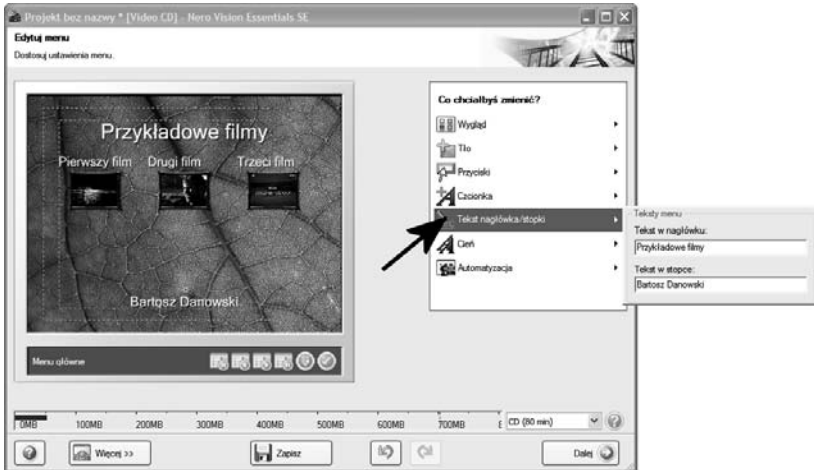 Projekt bez nazwy * [Video CD] - Nero Vision Essentials SE
Edytuj menu
Dostosuj ustawienia menu.
Przykładowe filmy
Pierwszy film Drugi film Trzeci film
Bartosz Danowski
Menu główne
Co chciałbyś zmienić?
Wygląd
Tło
Przyciski
Czcionka
Tekst nagłówka/stopki
Cień
Automatyzacja
Teksty menu
Tekst w nagłówku:
Przykładowe filmy
Tekst w stopce:
Bartosz Danowski
0MB 100MB 200MB 300MB 400MB 500MB 600MB 700MB CD (80 min)
Więcej >> Zapisz Dalej